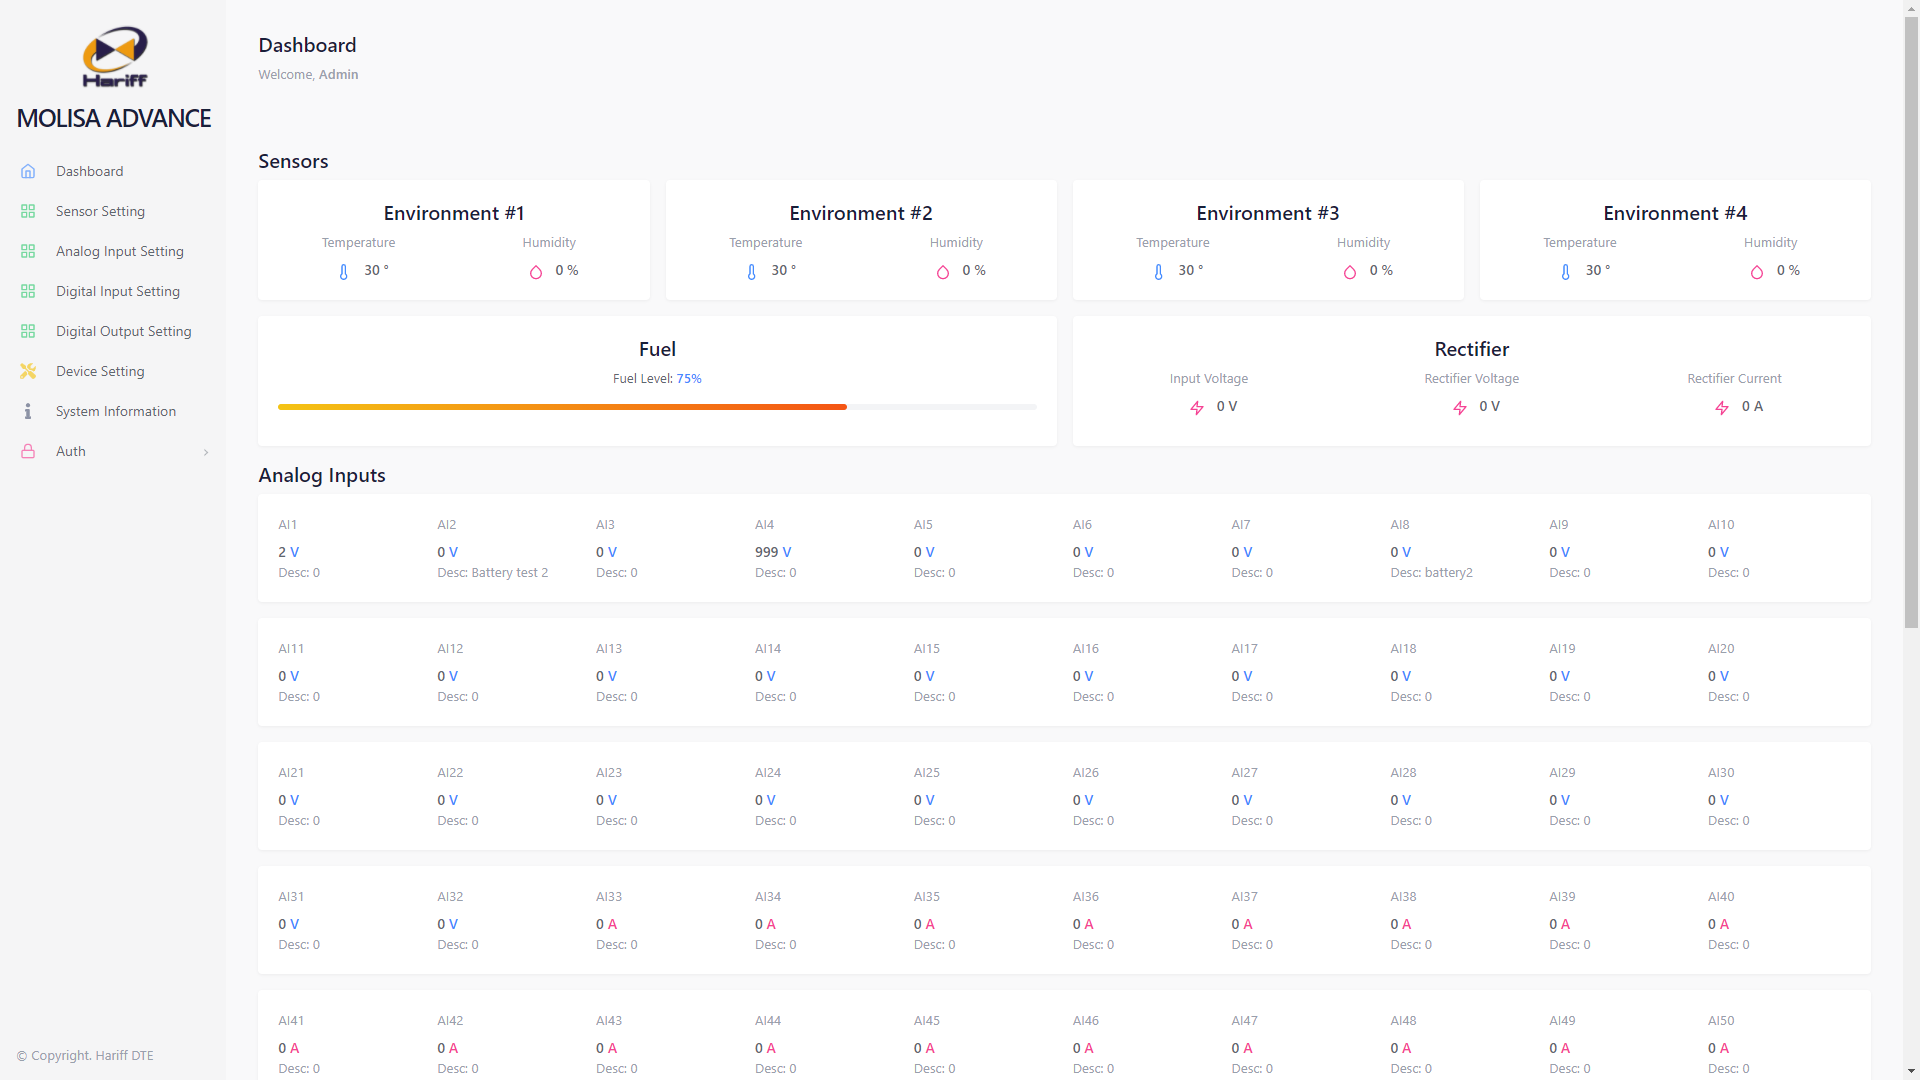 Hariff
MOLISA ADVANCE
Dashboard
Sensor Setting
Analog Input Setting
Digital Input Setting
Digital Output Setting
Device Setting
System Information
Auth
© Copyright. Hariff DTE
Dashboard
Welcome, Admin
Sensors
Environment #1
Temperature Humidity
30 ° 0 %
Environment #2
Temperature Humidity
30 ° 0 %
Environment #3
Temperature Humidity
30 ° 0 %
Environment #4
Temperature Humidity
30 ° 0 %
Fuel
Fuel Level: 75%
Rectifier
Input Voltage Rectifier Voltage Rectifier Current
0 V 0 V 0 A
Analog Inputs
AI1 AI2 AI3 AI4 AI5 AI6 AI7 AI8 AI9 AI10
2 V 0 V 0 V 999 V 0 V 0 V 0 V 0 V 0 V 0 V
Desc: 0 Desc: Battery test 2 Desc: 0 Desc: 0 Desc: 0 Desc: 0 Desc: 0 Desc: battery2 Desc: 0 Desc: 0
AI11 AI12 AI13 AI14 AI15 AI16 AI17 AI18 AI19 AI20
0 V 0 V 0 V 0 V 0 V 0 V 0 V 0 V 0 V 0 V
Desc: 0 Desc: 0 Desc: 0 Desc: 0 Desc: 0 Desc: 0 Desc: 0 Desc: 0 Desc: 0 Desc: 0
AI21 AI22 AI23 AI24 AI25 AI26 AI27 AI28 AI29 AI30
0 V 0 V 0 V 0 V 0 V 0 V 0 V 0 V 0 V 0 V
Desc: 0 Desc: 0 Desc: 0 Desc: 0 Desc: 0 Desc: 0 Desc: 0 Desc: 0 Desc: 0 Desc: 0
AI31 AI32 AI33 AI34 AI35 AI36 AI37 AI38 AI39 AI40
0 V 0 V 0 A 0 A 0 A 0 A 0 A 0 A 0 A 0 A
Desc: 0 Desc: 0 Desc: 0 Desc: 0 Desc: 0 Desc: 0 Desc: 0 Desc: 0 Desc: 0 Desc: 0
AI41 AI42 AI43 AI44 AI45 AI46 AI47 AI48 AI49 AI50
0 A 0 A 0 A 0 A 0 A 0 A 0 A 0 A 0 A 0 A
Desc: 0 Desc: 0 Desc: 0 Desc: 0 Desc: 0 Desc: 0 Desc: 0 Desc: 0 Desc: 0 Desc: 0